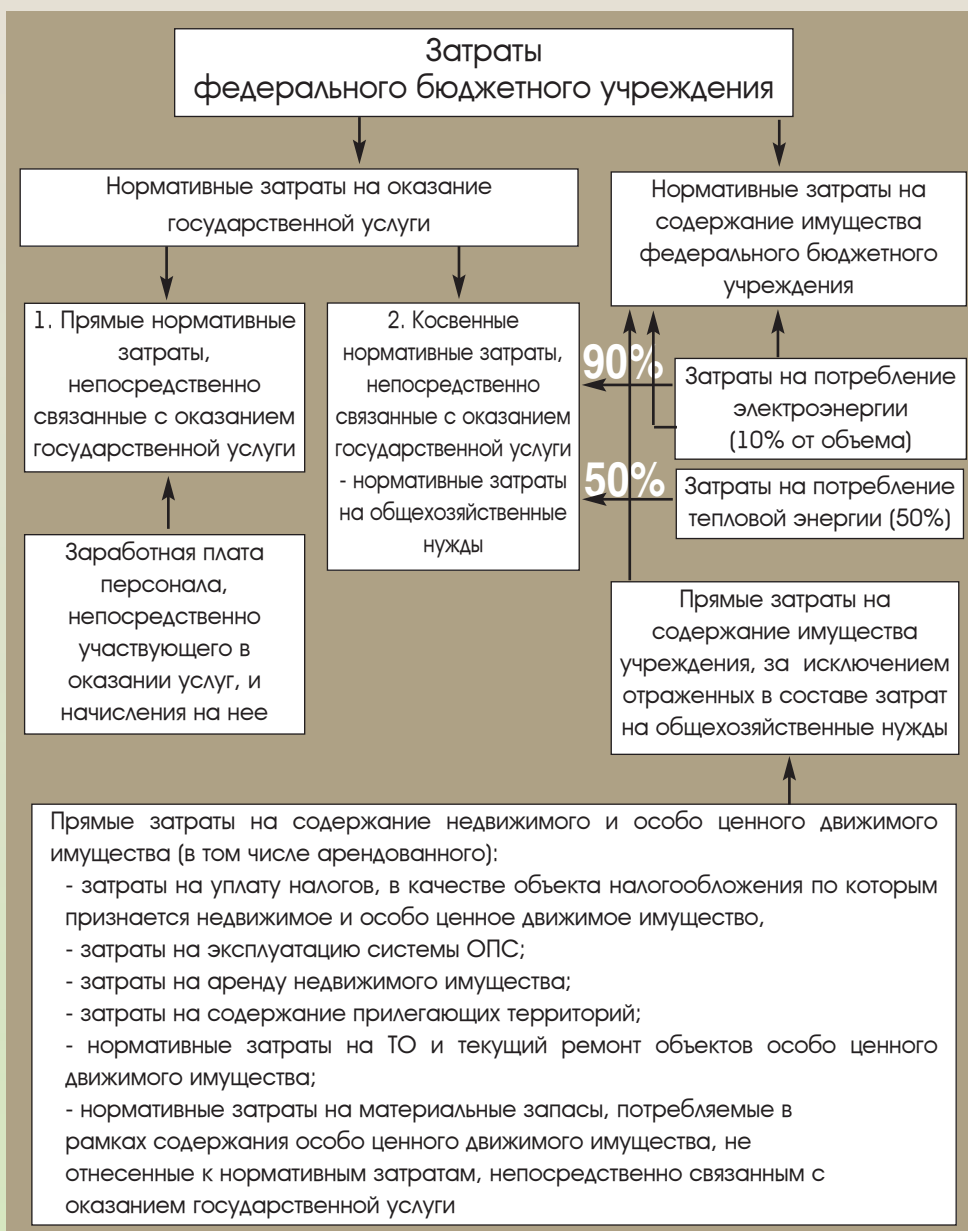 Затраты
федерального бюджетного учреждения
Нормативные затраты на оказание
государственной услуги
Нормативные затраты на
содержание имущества
федерального бюджетного
учреждения
1. Прямые нормативные
затраты,
непосредственно
связанные с оказанием
государственной услуги
2. Косвенные
нормативные затраты,
непосредственно
связанные с оказанием
государственной услуги
- нормативные затраты
на общехозяйственные
нужды
90%
Затраты на потребление
электроэнергии
(10% от объема)
50%
Затраты на потребление
тепловой энергии (50%)
Заработная плата
персонала,
непосредственно
участвующего в
оказании услуг, и
начисления на нее
Прямые затраты на
содержание имущества
учреждения, за исключением
отраженных в составе затрат
на общехозяйственные нужды
Прямые затраты на содержание недвижимого и особо ценного движимого
имущества (в том числе арендованного):
- затраты на уплату налогов, в качестве объекта налогообложения по которым
признается недвижимое и особо ценное движимое имущество,
- затраты на эксплуатацию системы ОПС;
- затраты на аренду недвижимого имущества;
- затраты на содержание прилегающих территорий;
- нормативные затраты на ТО и текущий ремонт объектов особо ценного
движимого имущества;
- нормативные затраты на материальные запасы, потребляемые в
рамках содержания особо ценного движимого имущества, не
отнесенные к нормативным затратам, непосредственно связанным с
оказанием государственной услуги